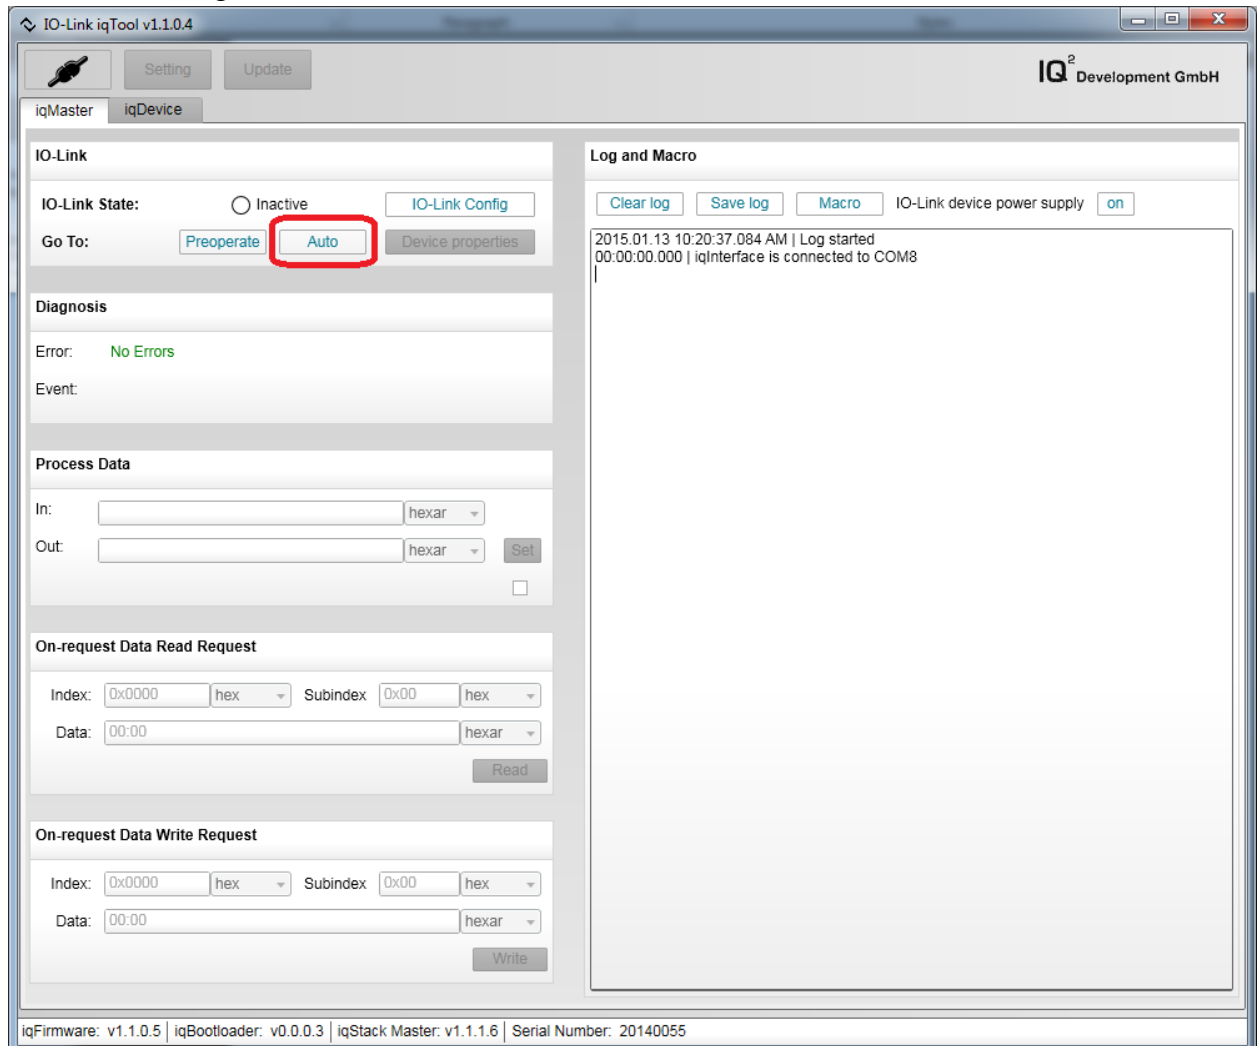 IO-Link iqTool v1.1.0.4
Setting Update
IQ2 Development GmbH
iqMaster iqDevice
IO-Link
IO-Link State: Inactive IO-Link Config
Go To: Preoperate Auto Device properties
Diagnosis
Error: No Errors
Event:
Process Data
In: hexar
Out: hexar Set
On-request Data Read Request
Index: 0x0000 hex Subindex 0x00 hex
Data: 00:00 hexar
Read
On-request Data Write Request
Index: 0x0000 hex Subindex 0x00 hex
Data: 00:00 hexar
Write
Log and Macro
Clear log Save log Macro IO-Link device power supply on
2015.01.13 10:20:37.084 AM | Log started
00:00:00.000 | iqInterface is connected to COM8
iqFirmware: v1.1.0.5 iqBootloader: v0.0.0.3 iqStack Master: v1.1.1.6 Serial Number: 20140055